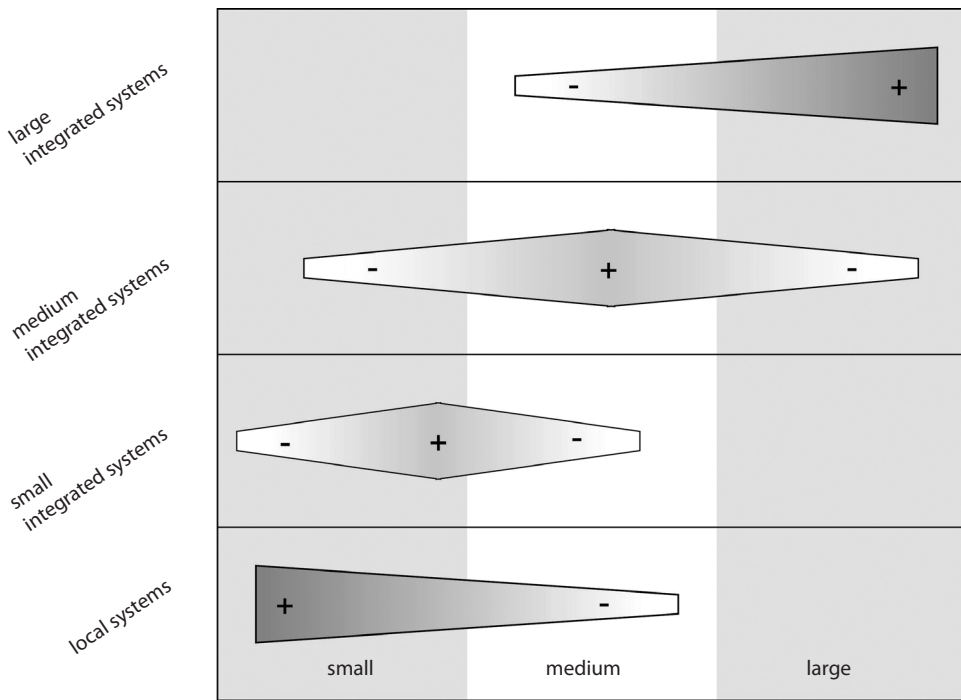 large
integrated systems
- +
medium
integrated systems
- + -
small
integrated systems
- + -
local systems
+ -
small medium large